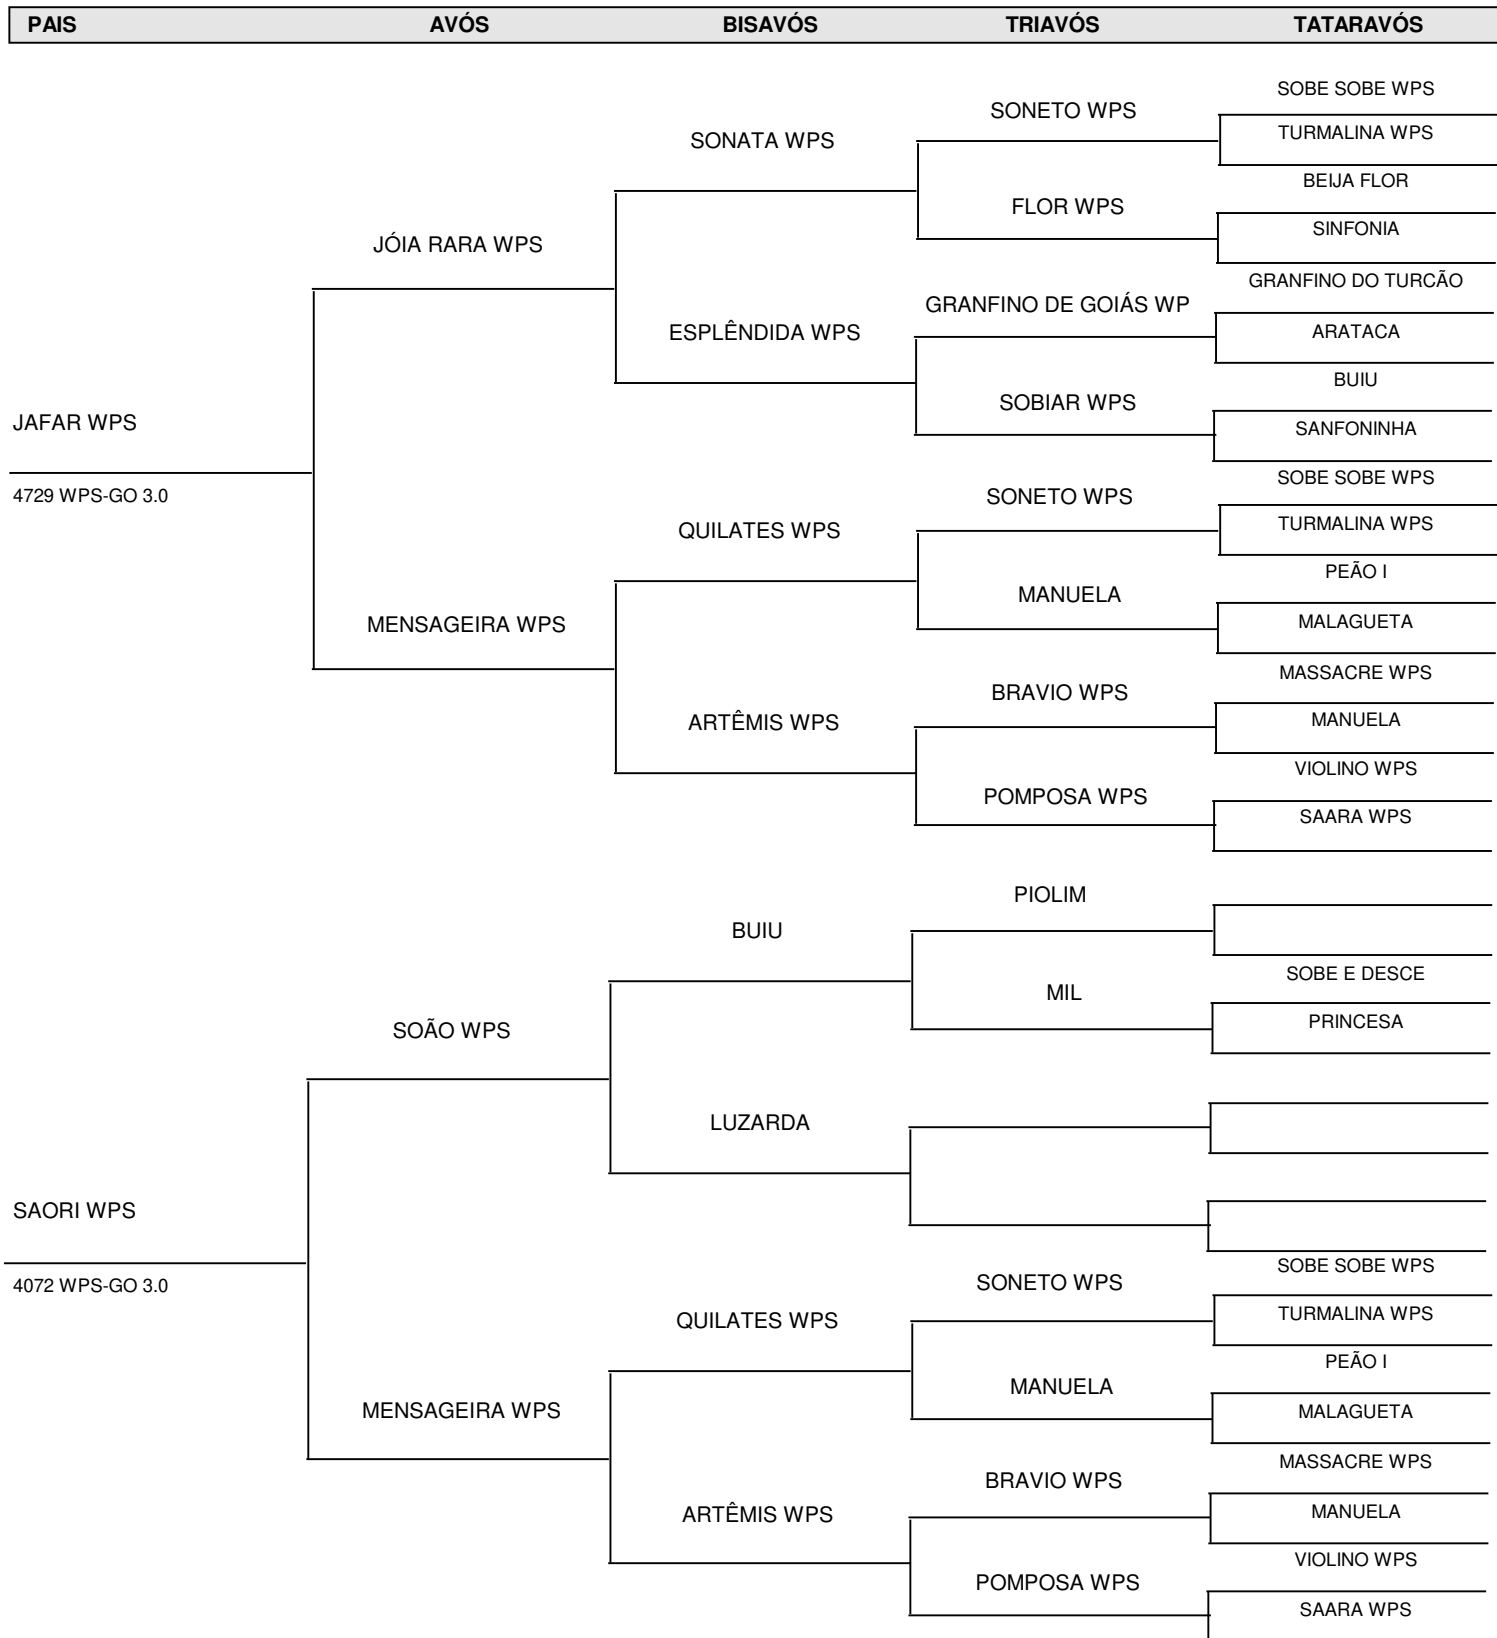 PAIS AVÓS BISAVÓS TRIAVÓS TATARAVÓS
SOBE SOBE WPS
SONETO WPS
TURMALINA WPS
SONATA WPS
BEIJA FLOR
FLOR WPS
SINFONIA
JÓIA RARA WPS
GRANFINO DO TURCÃO
GRANFINO DE GOIÁS WP
ARATACA
ESPLÊNDIDA WPS
BUIU
SOBIAR WPS
SANFONINHA
JAFAR WPS
4729 WPS-GO 3.0
SOBE SOBE WPS
SONETO WPS
TURMALINA WPS
QUILATES WPS
PEÃO I
MANUELA
MALAGUETA
MENSAGEIRA WPS
MASSACRE WPS
BRAVIO WPS
MANUELA
ARTÊMIS WPS
VIOLINO WPS
POMPOSA WPS
SAARA WPS
PIOLIM
BUIU
SOBE E DESCE
MIL
PRINCESA
SOÃO WPS
LUZARDA
SAORI WPS
4072 WPS-GO 3.0
SOBE SOBE WPS
SONETO WPS
TURMALINA WPS
QUILATES WPS
PEÃO I
MANUELA
MALAGUETA
MENSAGEIRA WPS
MASSACRE WPS
BRAVIO WPS
MANUELA
ARTÊMIS WPS
VIOLINO WPS
POMPOSA WPS
SAARA WPS